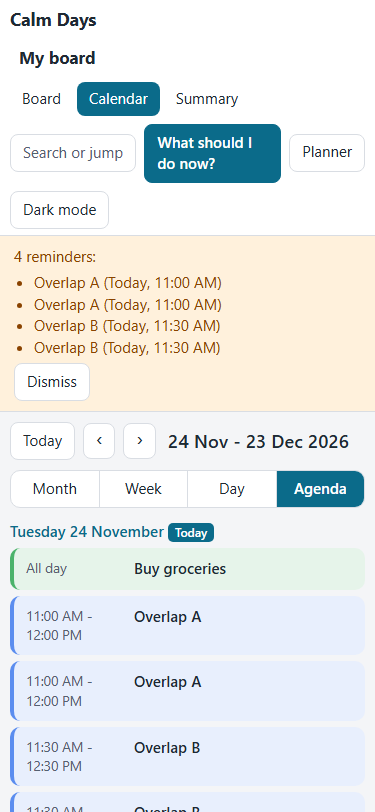 Calm Days
My board
Board Calendar Summary
Search or jump
What should I
do now?
Planner
Dark mode
4 reminders:
• Overlap A (Today, 11:00 AM)
• Overlap A (Today, 11:00 AM)
• Overlap B (Today, 11:30 AM)
• Overlap B (Today, 11:30 AM)
Dismiss
Today ‹ › 24 Nov - 23 Dec 2026
Month Week Day Agenda
Tuesday 24 November Today
All day Buy groceries
11:00 AM -
12:00 PM
Overlap A
11:00 AM -
12:00 PM
Overlap A
11:30 AM -
12:30 PM
Overlap B
11:30 AM
Overlap B